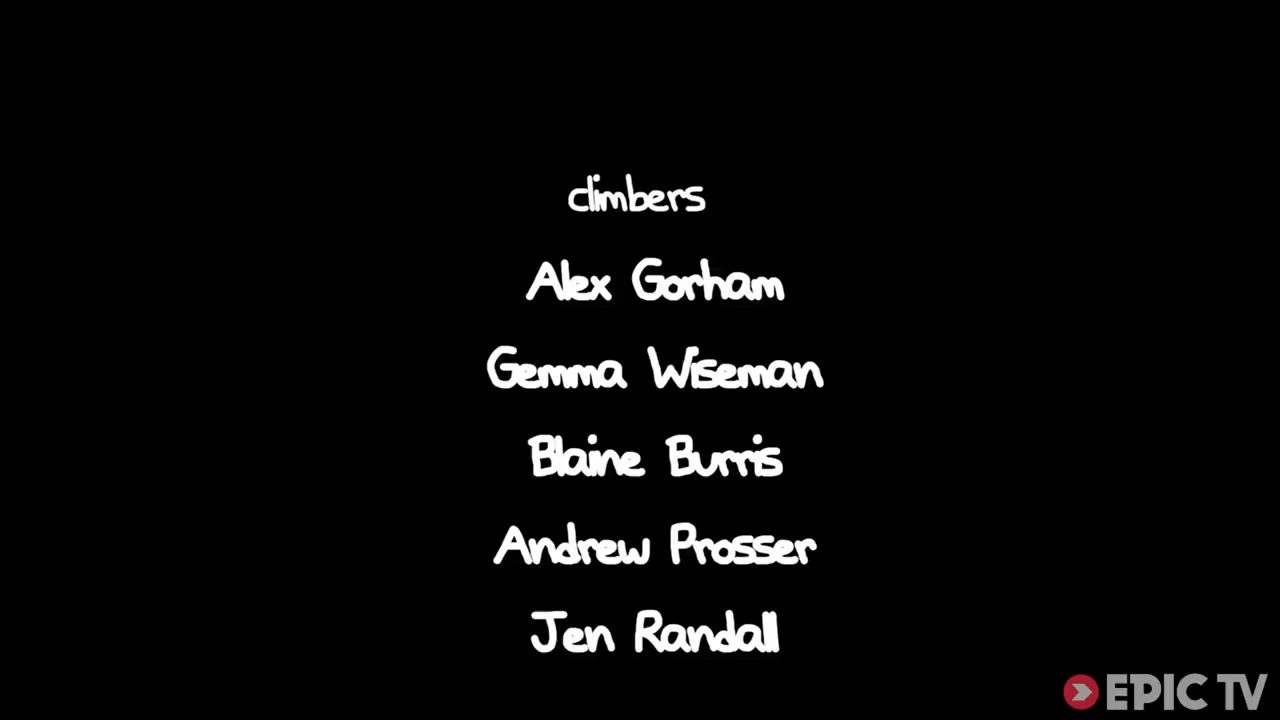 climbers
Alex Gorham
Gemma Wiseman
Blaine Burris
Andrew Prosser
Jen Randall
EPIC TV